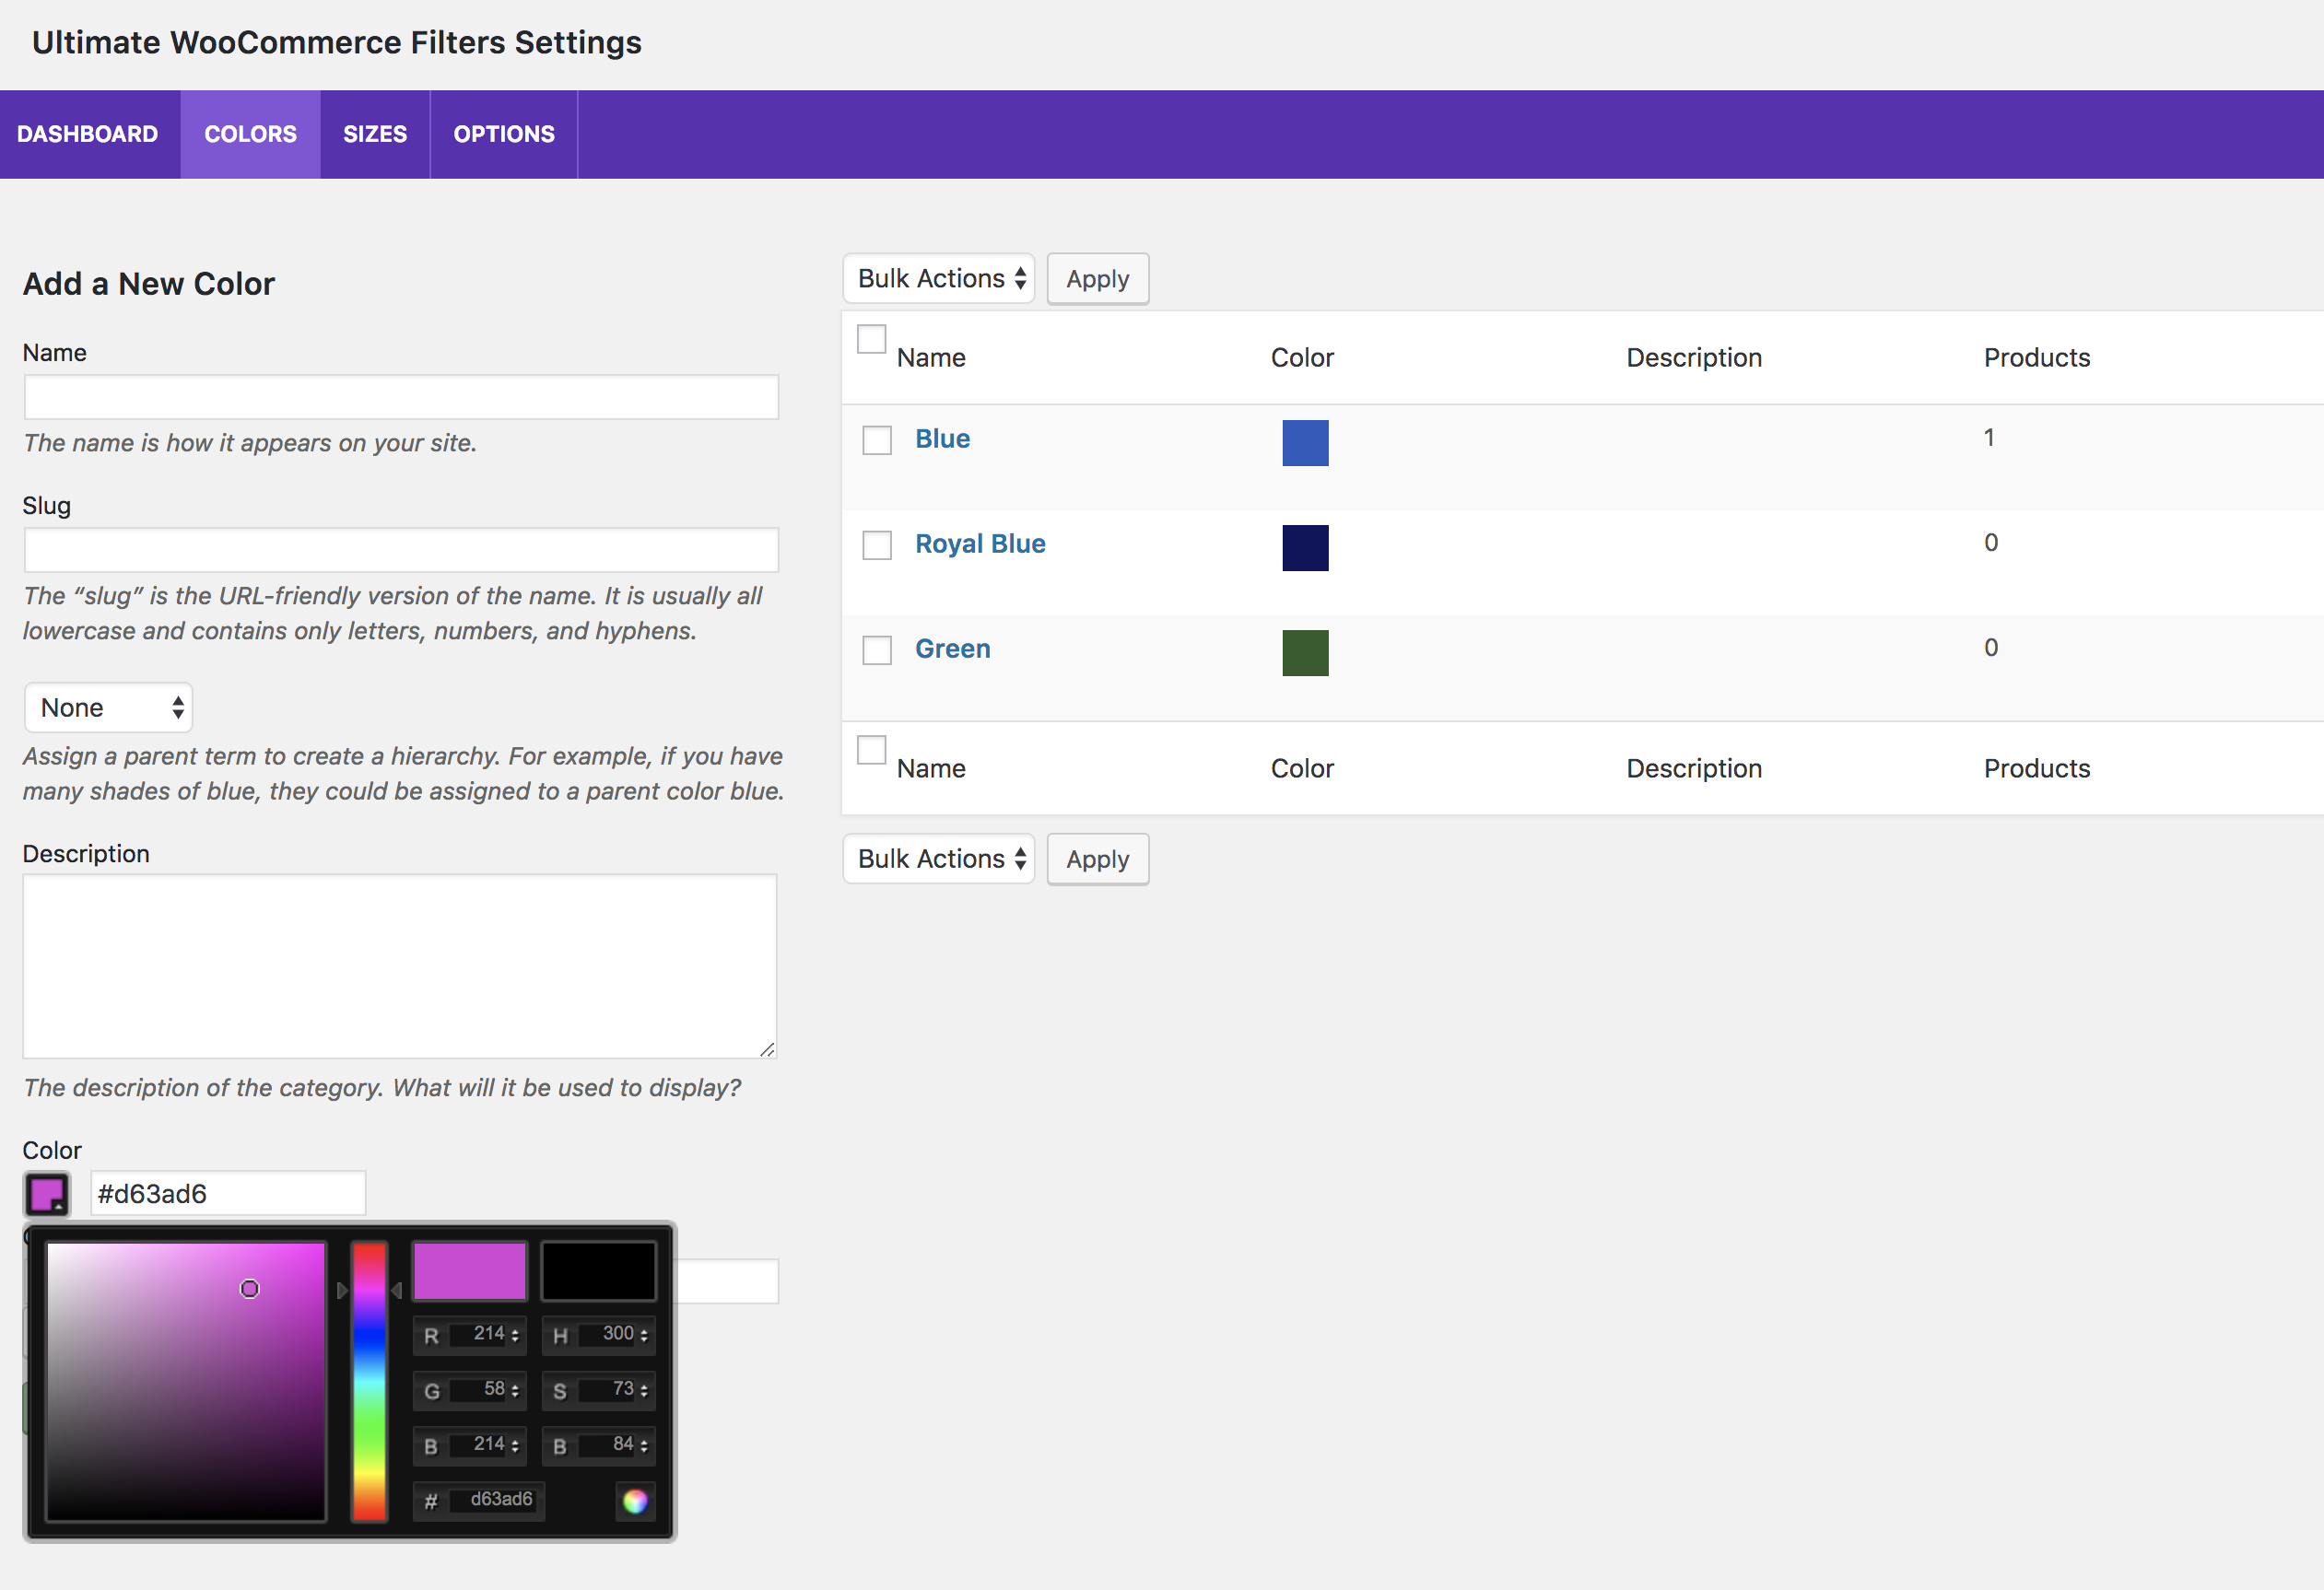 Ultimate WooCommerce Filters Settings
DASHBOARD COLORS SIZES OPTIONS
Add a New Color
Name
The name is how it appears on your site.
Slug
The “slug” is the URL-friendly version of the name. It is usually all
lowercase and contains only letters, numbers, and hyphens.
None
Assign a parent term to create a hierarchy. For example, if you have
many shades of blue, they could be assigned to a parent color blue.
Description
The description of the category. What will it be used to display?
Color
#d63ad6
R 214 H 300
G 58 S 73
B 214 B 84
# d63ad6
Bulk Actions Apply
Name Color Description Products
Blue 1
Royal Blue 0
Green 0
Name Color Description Products
Bulk Actions Apply